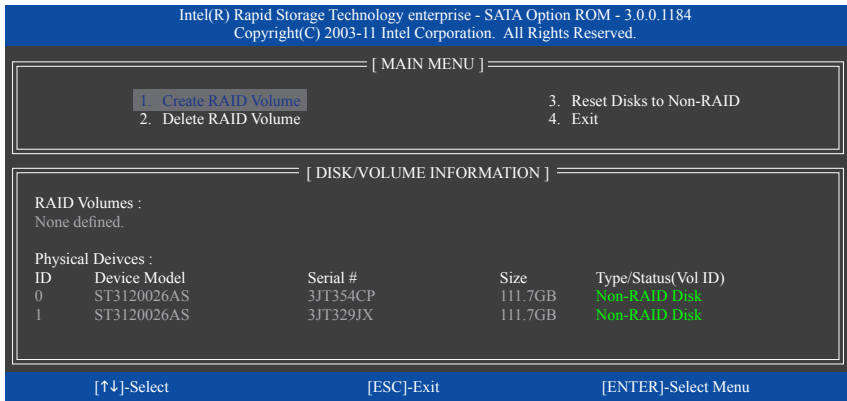 Intel(R) Rapid Storage Technology enterprise - SATA Option ROM - 3.0.0.1184
Copyright(C) 2003-11 Intel Corporation.  All Rights Reserved.
[ MAIN MENU ]
1. Create RAID Volume 3. Reset Disks to Non-RAID
2. Delete RAID Volume 4. Exit
[ DISK/VOLUME INFORMATION ]
RAID Volumes :
None defined.
Physical Deivces :
ID Device Model Serial # Size Type/Status(Vol ID)
0 ST3120026AS 3JT354CP 111.7GB Non-RAID Disk
1 ST3120026AS 3JT329JX 111.7GB Non-RAID Disk
[↑↓]-Select [ESC]-Exit [ENTER]-Select Menu